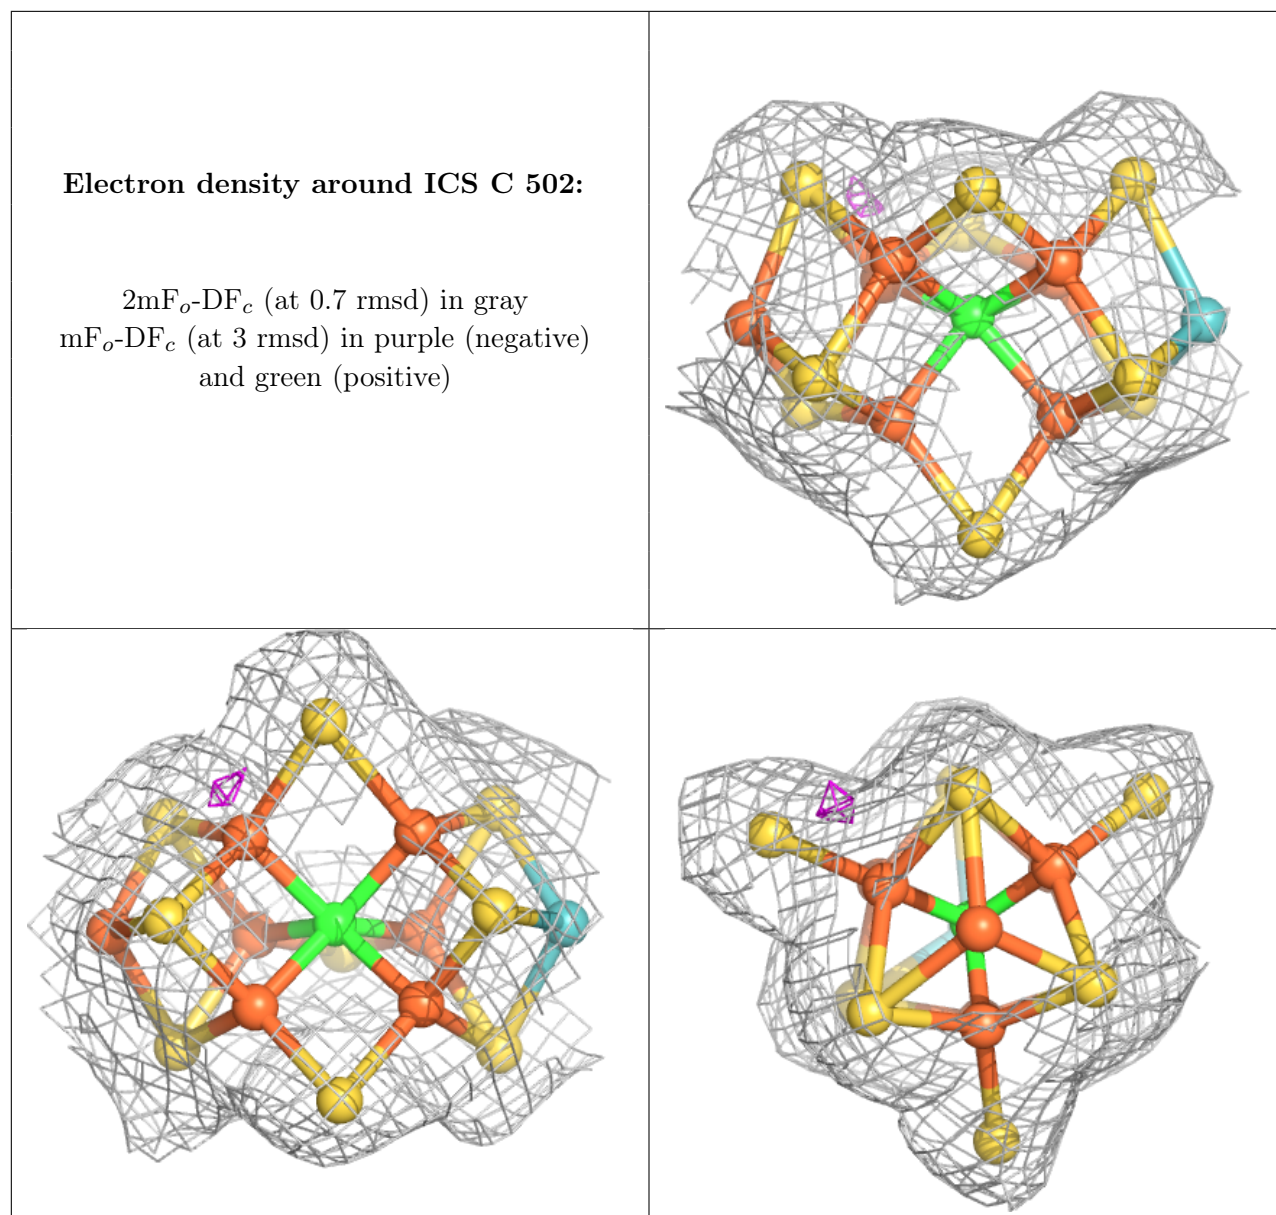 Electron density around ICS C 502:
2mFo-DFc (at 0.7 rmsd) in gray
mFo-DFc (at 3 rmsd) in purple (negative)
and green (positive)